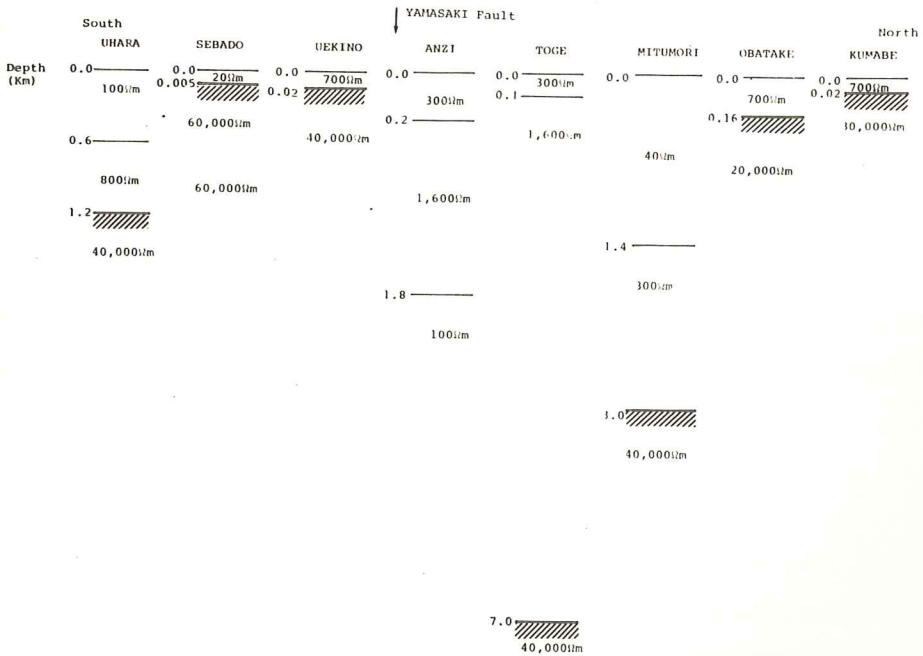 YAMASAKI Fault
South
North
UHARA SEBADO UEKINO ANZI TOGE MITUMORI OBATAKE KUMABE
Depth
(Km)
0.0
100Ωm
0.6
800Ωm
1.2
40,000Ωm
0.0
20Ωm
0.005
60,000Ωm
60,000Ωm
0.0
700Ωm
0.02
40,000Ωm
0.0
300Ωm
0.2
1,600Ωm
1.8
100Ωm
0.0
300Ωm
0.1
1,600Ωm
7.0
40,000Ωm
0.0
40Ωm
1.4
300Ωm
3.0
40,000Ωm
0.0
700Ωm
0.16
20,000Ωm
0.0
700Ωm
0.02